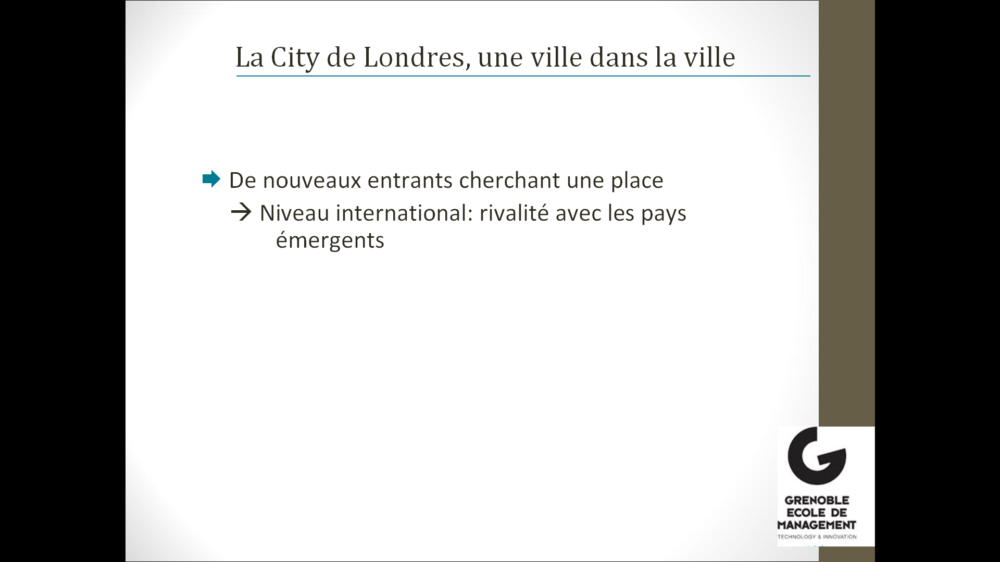 La City de Londres, une ville dans la ville
De nouveaux entrants cherchant une place
→ Niveau international: rivalité avec les pays
émergents
GRENOBLE
ECOLE DE
MANAGEMENT
TECHNOLOGY & INNOVATION